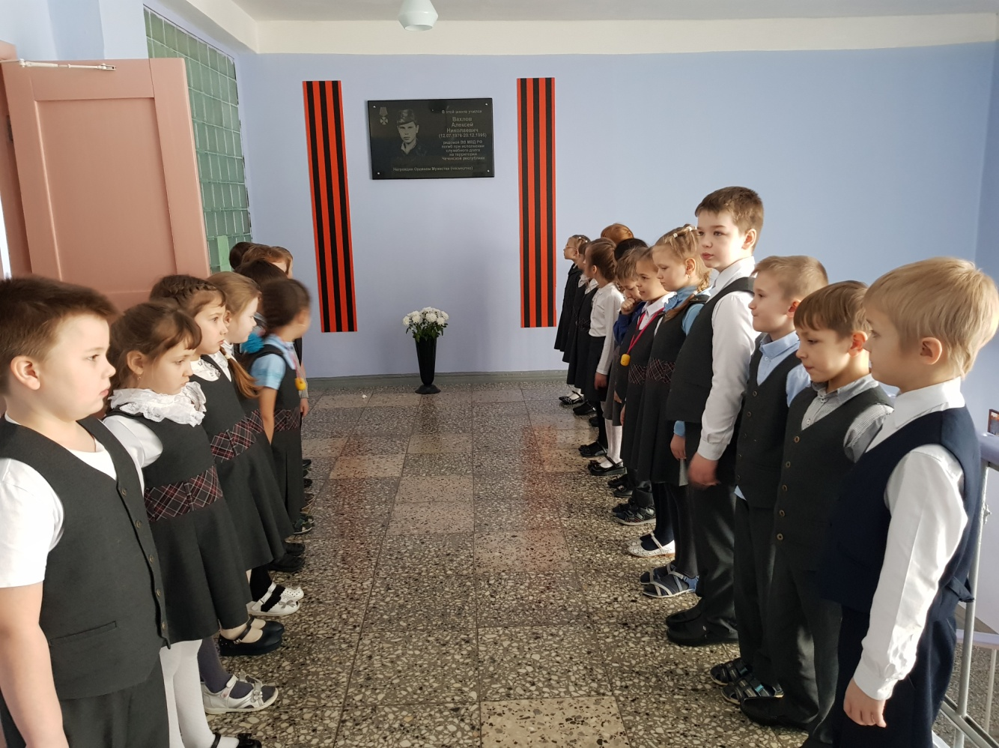 В этой школе учился
Вахлов
Алексей
Николаевич
(12.07.1976-20.12.1995)
рядовой ВВ МВД РФ
погиб при исполнении
служебного долга
на территории
Чеченской республики
Награжден Орденом Мужества (посмертно)